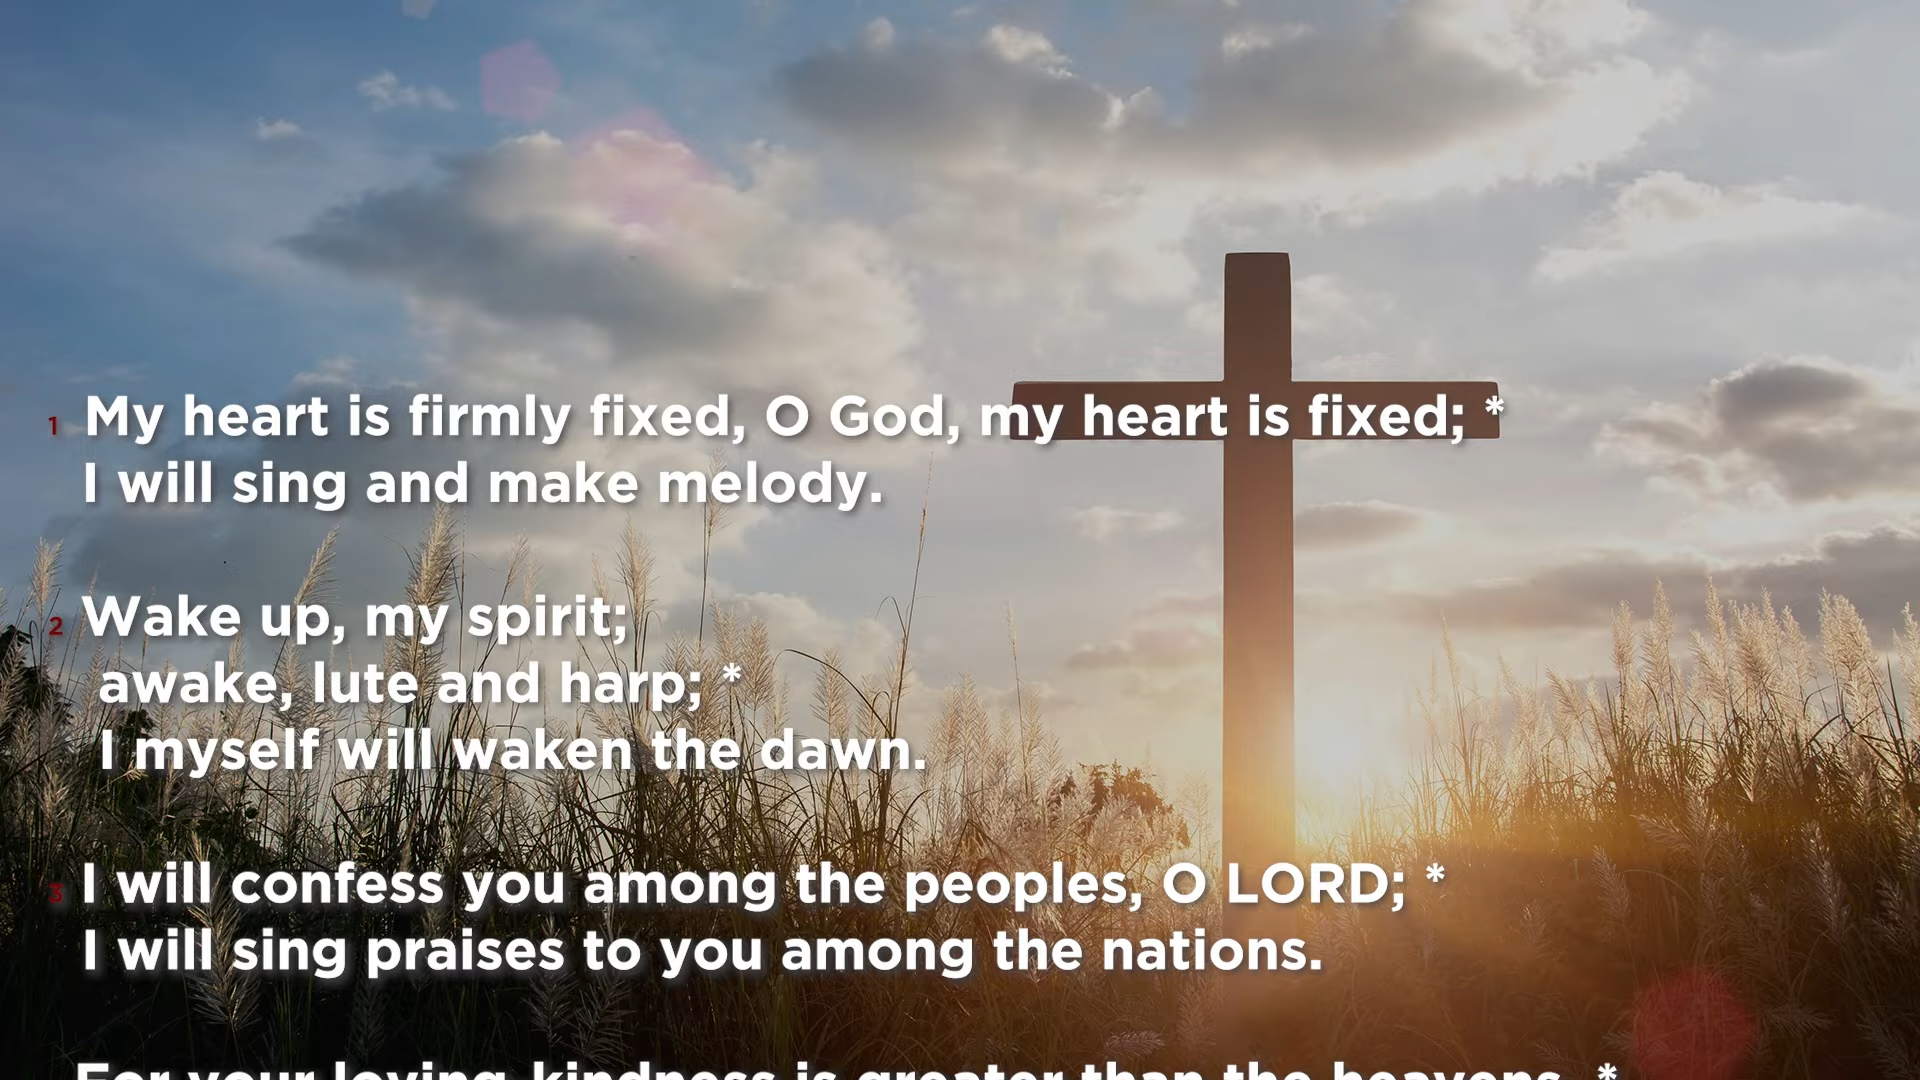 1 My heart is firmly fixed, O God, my heart is fixed; *
I will sing and make melody.
2 Wake up, my spirit;
awake, lute and harp; *
I myself will waken the dawn.
3 I will confess you among the peoples, O LORD; *
I will sing praises to you among the nations.
For your loving-kindness is greater than the heavens, *